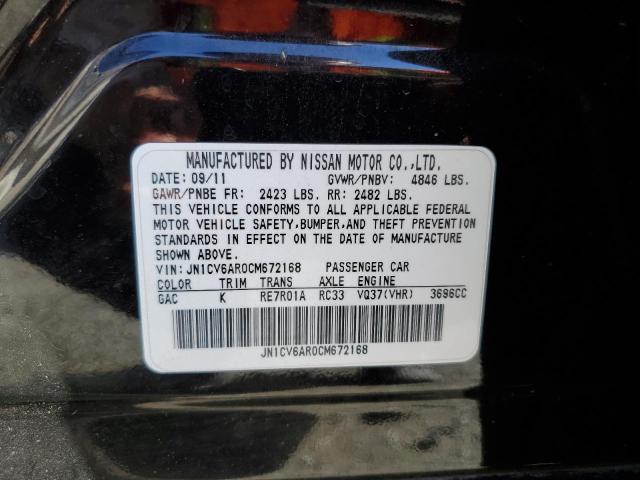 MANUFACTURED BY NISSAN MOTOR CO.,LTD.
DATE: 09/11 GVWR/PNBV: 4846 LBS.
GAWR/PNBE FR: 2423 LBS. RR: 2482 LBS.
THIS VEHICLE CONFORMS TO ALL APPLICABLE FEDERAL
MOTOR VEHICLE SAFETY,BUMPER,AND THEFT PREVENTION
STANDARDS IN EFFECT ON THE DATE OF MANUFACTURE
SHOWN ABOVE.
VIN: JN1CV6AR0CM672168 PASSENGER CAR
COLOR TRIM TRANS AXLE ENGINE
GAC K RE7R01A RC33 VQ37(VHR) 3696CC
JN1CV6AR0CM672168